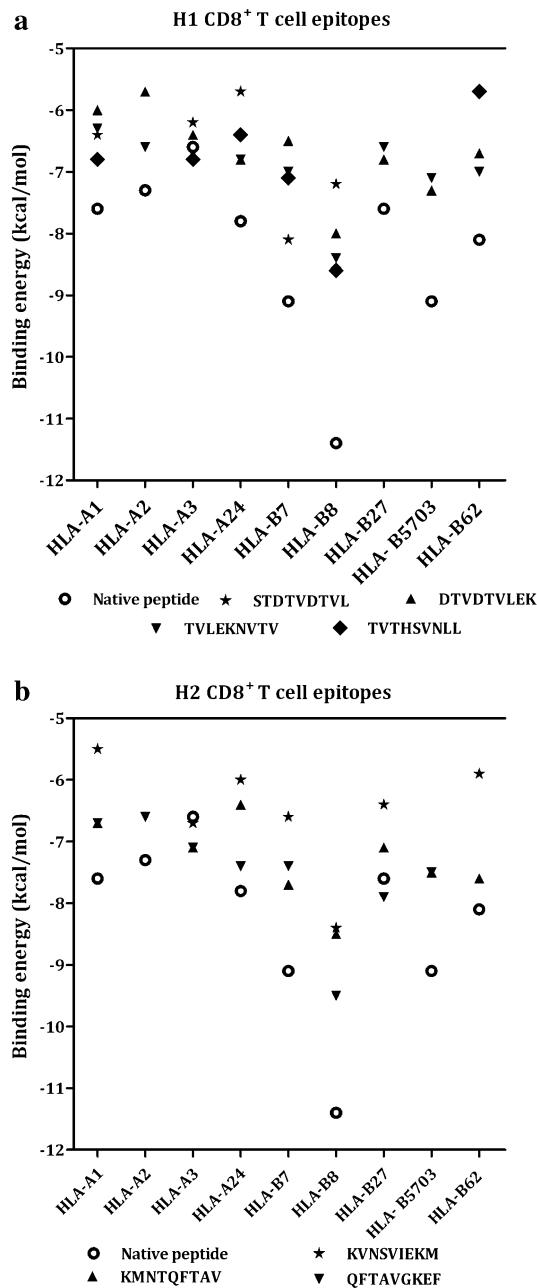 a
H1 CD8+ T cell epitopes
Binding energy (kcal/mol)
-5
-6
-7
-8
-9
-10
-11
-12
HLA-A1
HLA-A2
HLA-A3
HLA-A24
HLA-B7
HLA-B8
HLA-B27
HLA- B5703
HLA-B62
Native peptide
STDTVDTVL
DTVDTVLEK
TVLEKNVTV
TVTHSVNLL
b
H2 CD8+ T cell epitopes
Binding energy (kcal/mol)
-5
-6
-7
-8
-9
-10
-11
-12
HLA-A1
HLA-A2
HLA-A3
HLA-A24
HLA-B7
HLA-B8
HLA-B27
HLA- B5703
HLA-B62
Native peptide
KVNSVIEKM
KMNTQFTAV
QFTAVGKEF